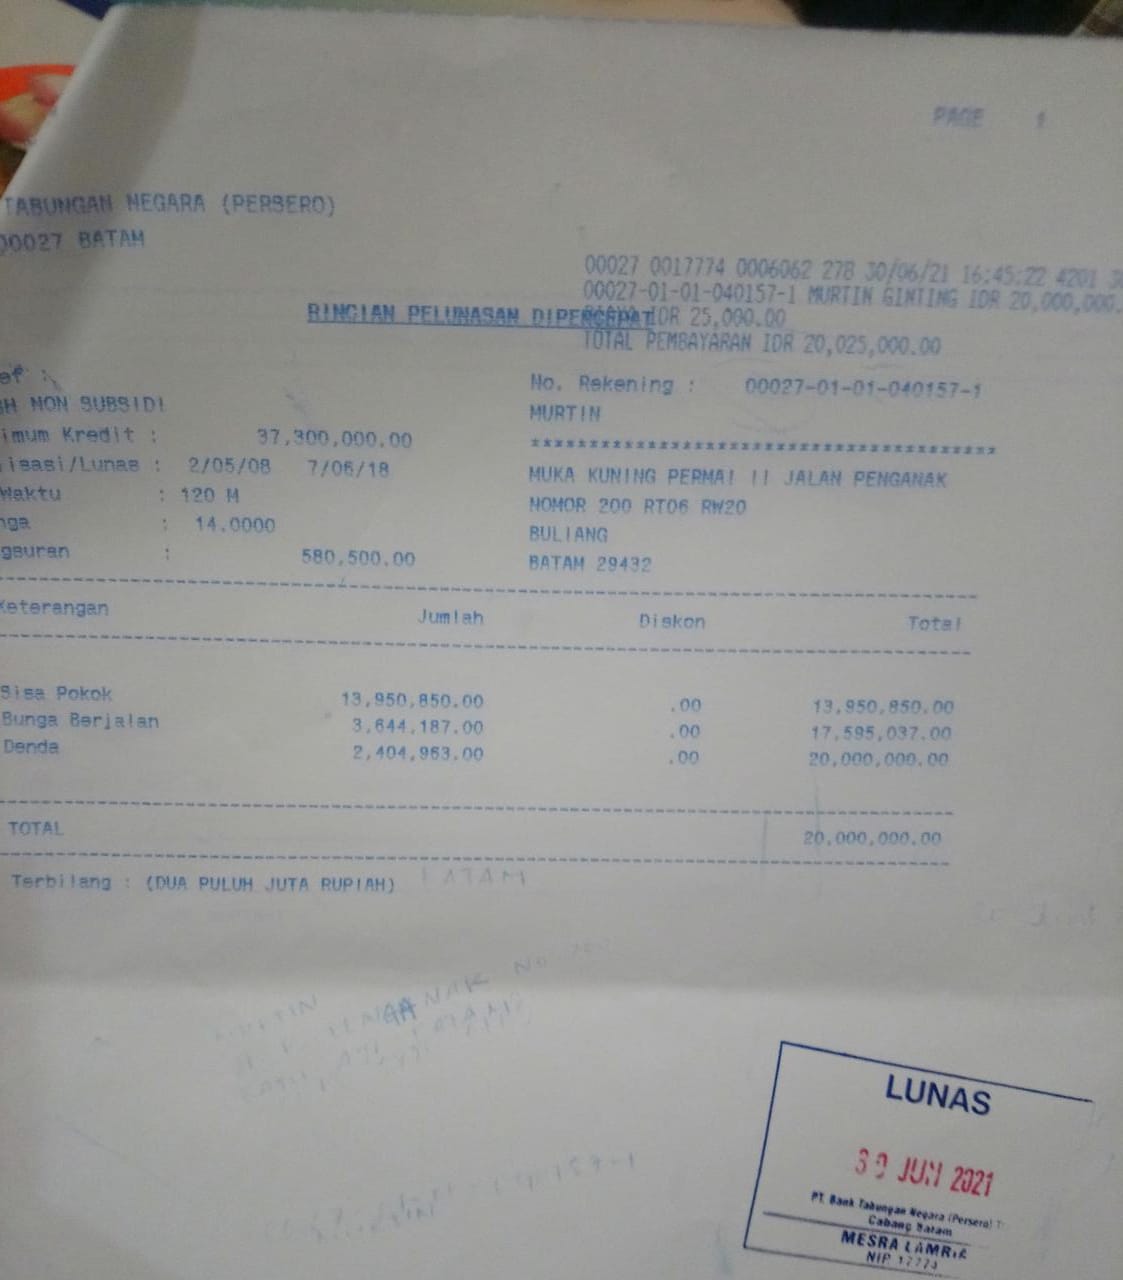 PAGE 1
TABUNGAN NEGARA (PERSERO)
00027 BATAM
00027 0017774 0006062 278 30/06/21 16:45:22 4201
00027-01-01-040157-1 MURTIN GINTING IDR 20,000,000.
RINCIAN PELUNASAN DIPERCEPAT IDR 25,000.00
TOTAL PEMBAYARAN IDR 20,025,000.00
No. Rekening : 00027-01-01-040157-1
NON SUBSIDI
MURTIN
imum Kredit : 37,300,000.00
**************************************
isasi/Lunas : 2/05/08 7/06/18
MUKA KUNING PERMAI II JALAN PENGANAK
Waktu : 120 M
NOMOR 200 RT06 RW20
nga : 14.0000
BULIANG
gsuran : 580,500.00
BATAM 29432
Keterangan Jumlah Diskon Total
Sisa Pokok 13,950,850.00 .00 13,950,850.00
Bunga Berjalan 3,644,187.00 .00 17,595,037.00
Denda 2,404,963.00 .00 20,000,000.00
TOTAL 20,000,000.00
Terbilang : (DUA PULUH JUTA RUPIAH)
LUNAS
30 JUN 2021
PT. Bank Tabungan Negara (Persero) T
Cabang Batam
MESRA LAMRIA
NIP 17774